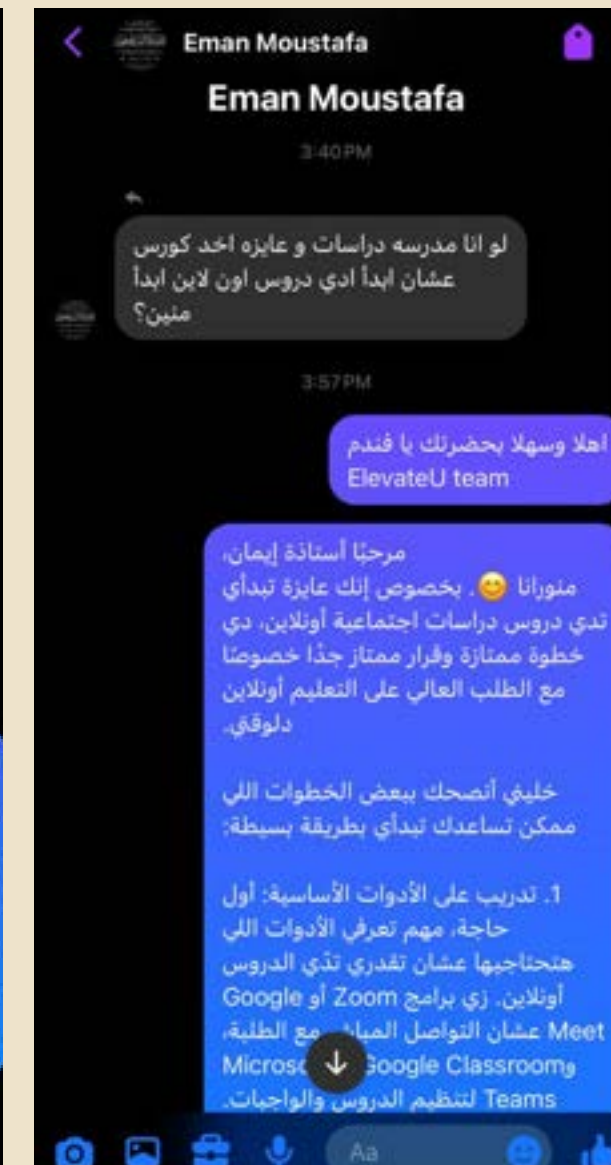 Eman Moustafa
Eman Moustafa
3:40 PM
لو انا مدرسه دراسات و عايزه اخد كورس
عشان ابدأ ادي دروس اون لاين ابدأ
منين؟
3:57 PM
اهلا وسهلا بحضرتك يا فندم
ElevateU team
مرحبًا أستاذة إيمان،
منورانا 😊. بخصوص إنك عايزة تبدأي
تدي دروس دراسات اجتماعية أونلاين، دي
خطوة ممتازة وقرار ممتاز جدًا خصوصًا
مع الطلب العالي على التعليم أونلاين
دلوقتي.
خليني أنصحك ببعض الخطوات اللي
ممكن تساعدك تبدأي بطريقة بسيطة:
1. تدريب على الأدوات الأساسية: أول
حاجة، مهم تعرفي الأدوات اللي
هتحتاجيها عشان تقدري تدّي الدروس
أونلاين. زي برامج Zoom أو Google
Meet عشان التواصل مع الطلبة،
وGoogle Classroom
Teams لتنظيم الدروس والواجبات.
Aa